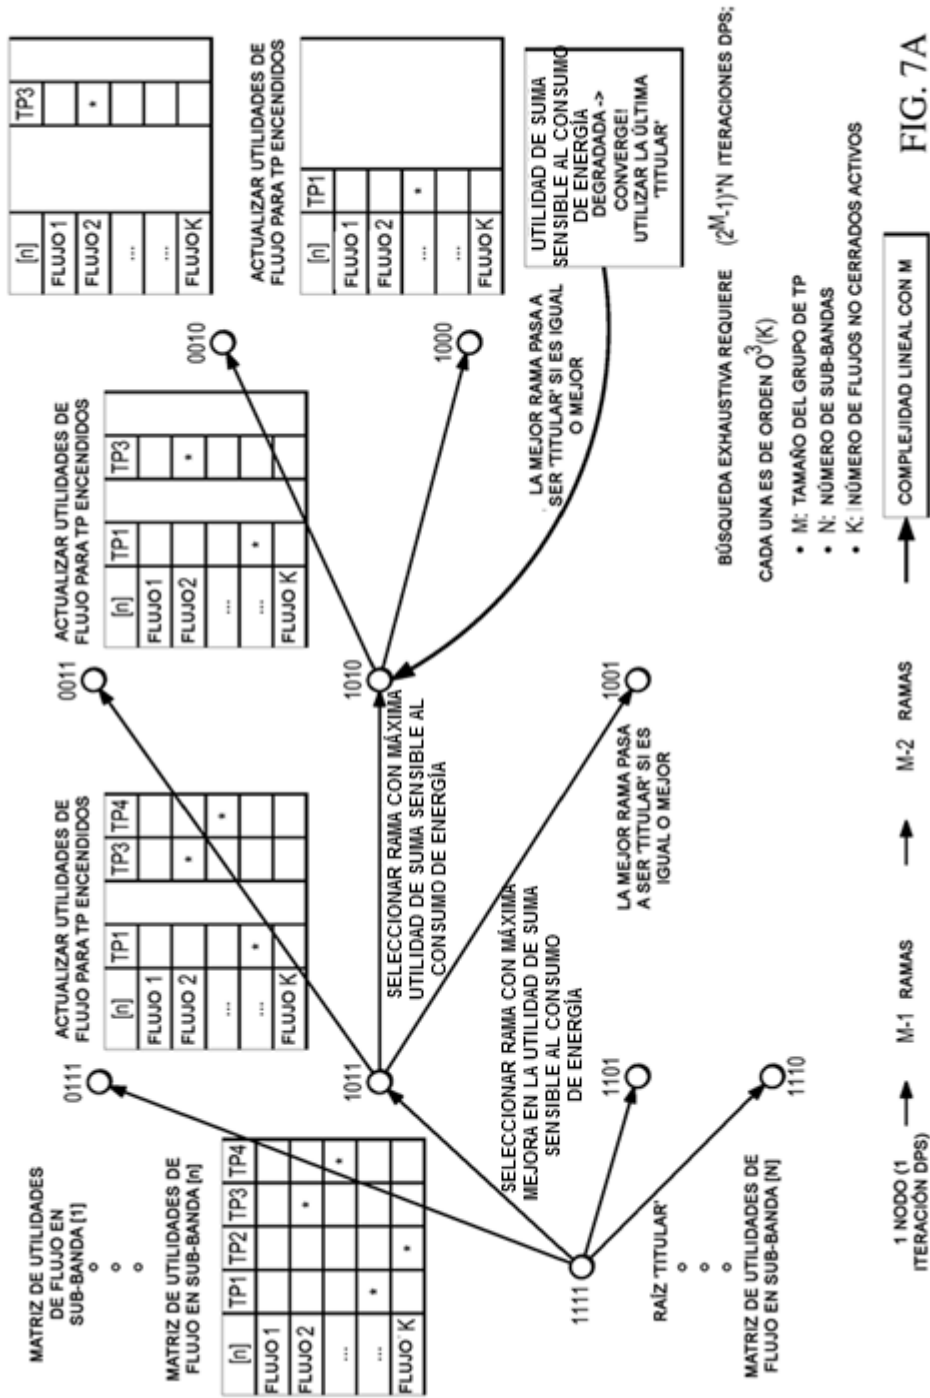 MATRIZ DE UTILIDADES
DE FLUJO EN
SUB-BANDA [1]
MATRIZ DE UTILIDADES DE
FLUJO EN SUB-BANDA [n]
[n] TP1 TP2 TP3 TP4
FLUJO 1
FLUJO 2 *
... *
... *
FLUJO K *
1111
RAÍZ 'TITULAR'
MATRIZ DE UTILIDADES DE
FLUJO EN SUB-BANDA [N]
0111
1011
1101
1110
SELECCIONAR RAMA CON MÁXIMA
MEJORA EN LA UTILIDAD DE SUMA
SENSIBLE AL CONSUMO
DE ENERGÍA
ACTUALIZAR UTILIDADES DE
FLUJO PARA TP ENCENDIDOS
[n] TP1 TP3 TP4
FLUJO 1
FLUJO 2 *
... *
... *
FLUJO K
SELECCIONAR RAMA CON MÁXIMA
UTILIDAD DE SUMA SENSIBLE AL
CONSUMO DE ENERGÍA
0011
1010
1001
LA MEJOR RAMA PASA
A SER 'TITULAR' SI ES
IGUAL O MEJOR
ACTUALIZAR UTILIDADES DE
FLUJO PARA TP ENCENDIDOS
[n] TP1 TP3
FLUJO 1
FLUJO2 *
...
... *
FLUJO K
0010
1000
LA MEJOR RAMA PASA A
SER 'TITULAR' SI ES IGUAL
O MEJOR
[n] TP3
FLUJO 1
FLUJO 2 *
...
...
FLUJO K
ACTUALIZAR UTILIDADES DE
FLUJO PARA TP ENCENDIDOS
[n] TP1
FLUJO 1
FLUJO 2
... *
...
FLUJO K
UTILIDAD DE SUMA
SENSIBLE AL CONSUMO
DE ENERGÍA
DEGRADADA ->
CONVERGE!
UTILIZAR LA ÚLTIMA
'TITULAR'
BÚSQUEDA EXHAUSTIVA REQUIERE (2^M-1)*N ITERACIONES DPS;
CADA UNA ES DE ORDEN O^3(K)
• M: TAMAÑO DEL GRUPO DE TP
• N: NÚMERO DE SUB-BANDAS
• K: NÚMERO DE FLUJOS NO CERRADOS ACTIVOS
1 NODO (1
ITERACIÓN DPS)
M-1 RAMAS
M-2 RAMAS
COMPLEJIDAD LINEAL CON M
FIG. 7A